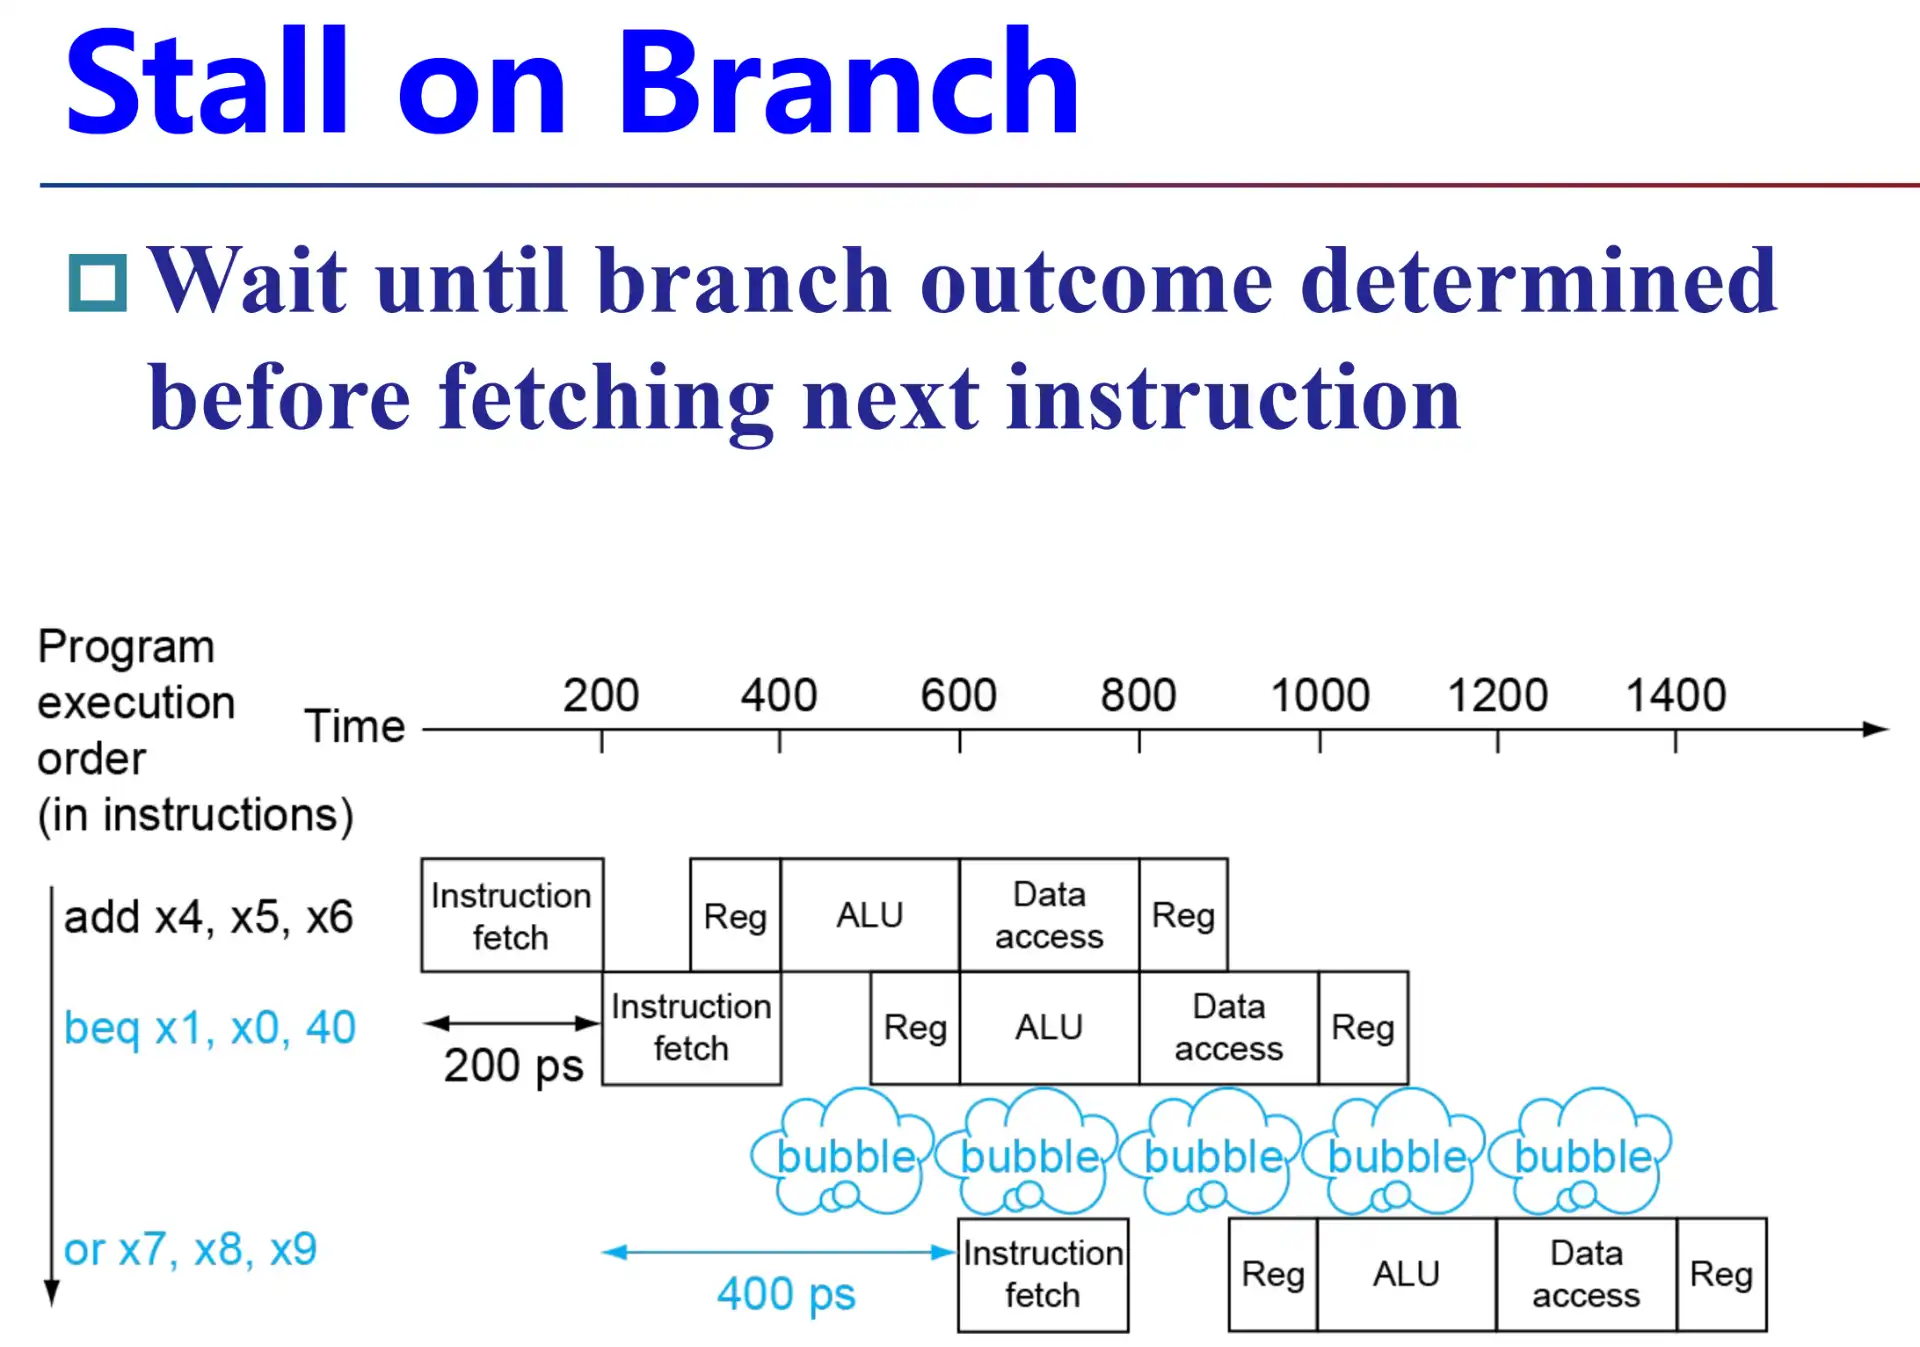 Stall on Branch
Wait until branch outcome determined
before fetching next instruction
Program
execution
order
(in instructions)
Time
200 400 600 800 1000 1200 1400
add x4, x5, x6
Instruction
fetch
Reg
ALU
Data
access
Reg
beq x1, x0, 40
200 ps
Instruction
fetch
Reg
ALU
Data
access
Reg
bubble bubble bubble bubble bubble
or x7, x8, x9
400 ps
Instruction
fetch
Reg
ALU
Data
access
Reg